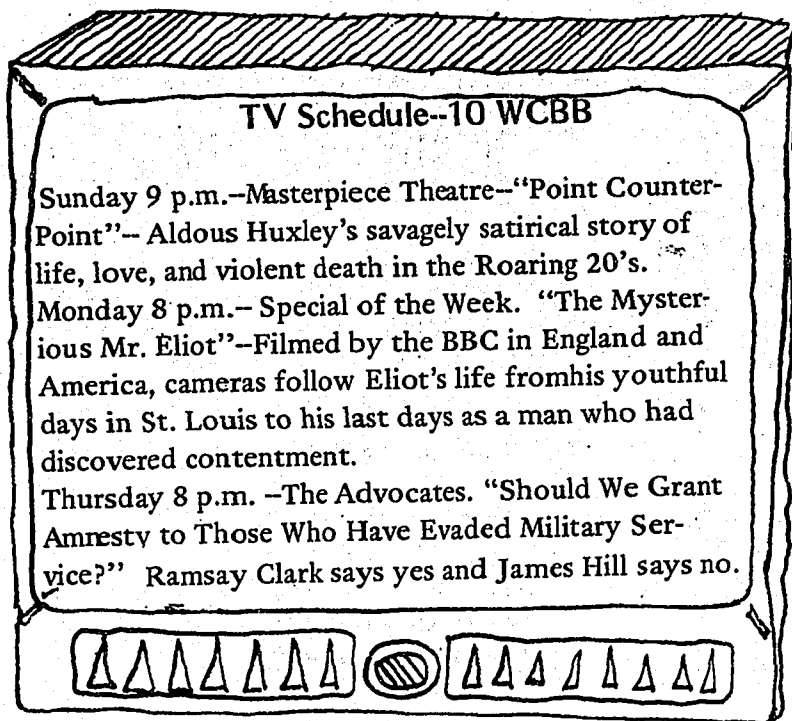 TV Schedule--10 WCBB
Sunday 9 p.m.--Masterpiece Theatre--“Point Counter-
Point”-- Aldous Huxley's savagely satirical story of
life, love, and violent death in the Roaring 20's.
Monday 8 p.m.-- Special of the Week. “The Myster-
ious Mr. Eliot”--Filmed by the BBC in England and
America, cameras follow Eliot's life fromhis youthful
days in St. Louis to his last days as a man who had
discovered contentment.
Thursday 8 p.m. --The Advocates. “Should We Grant
Amnesty to Those Who Have Evaded Military Ser-
vice?” Ramsay Clark says yes and James Hill says no.